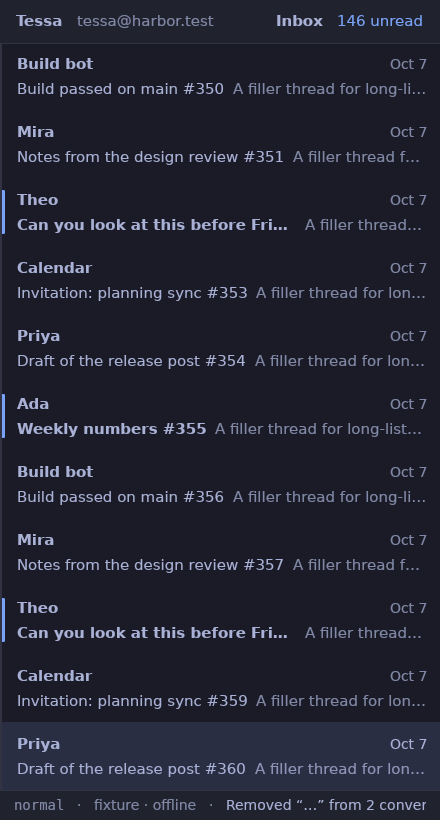 Tessa tessa@harbor.test Inbox 146 unread
Build bot Oct 7
Build passed on main #350 A filler thread for long-li…
Mira Oct 7
Notes from the design review #351 A filler thread f…
Theo Oct 7
Can you look at this before Fri… A filler thread…
Calendar Oct 7
Invitation: planning sync #353 A filler thread for lon…
Priya Oct 7
Draft of the release post #354 A filler thread for lon…
Ada Oct 7
Weekly numbers #355 A filler thread for long-list…
Build bot Oct 7
Build passed on main #356 A filler thread for long-li…
Mira Oct 7
Notes from the design review #357 A filler thread f…
Theo Oct 7
Can you look at this before Fri… A filler thread…
Calendar Oct 7
Invitation: planning sync #359 A filler thread for lon…
Priya Oct 7
Draft of the release post #360 A filler thread for lon…
normal · fixture · offline · Removed “…” from 2 conver